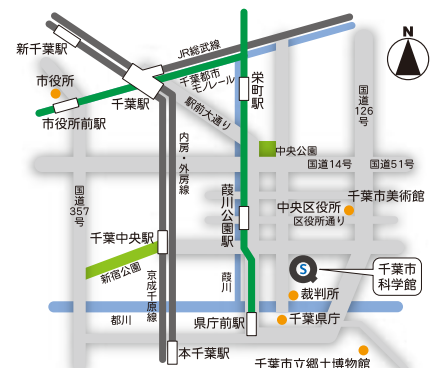 N
JR総武線
新千葉駅
千葉都市
モノレール
栄町駅
市役所
千葉駅
駅前大通り
国道
126
号
市役所前駅
中央公園
内房・外房線
国道14号
国道51号
国道
357
号
葭川公園駅
千葉市美術館
中央区役所
区役所通り
千葉中央駅
新宿公園
京成千原線
葭川
S
千葉市
科学館
裁判所
都川
県庁前駅
千葉県庁
本千葉駅
千葉市立郷土博物館